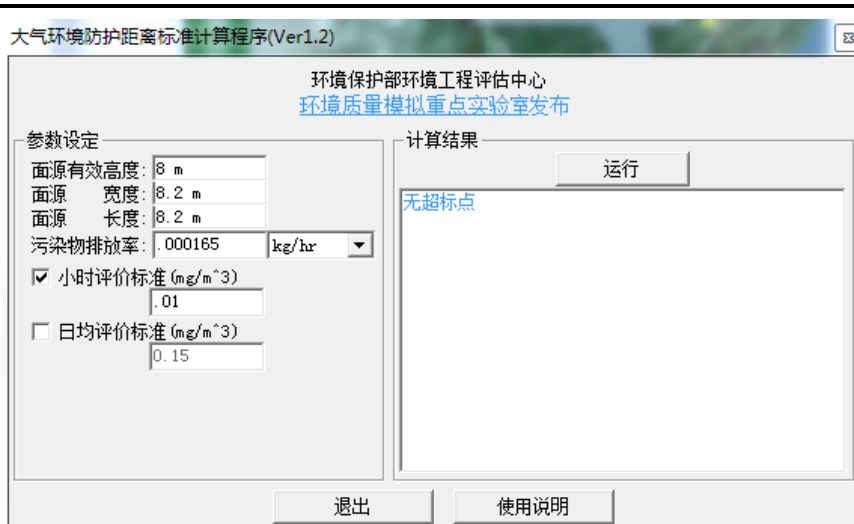 大气环境防护距离标准计算程序(Ver1.2)
环境保护部环境工程评估中心
环境质量模拟重点实验室发布
参数设定
面源有效高度: 8 m
面源 宽度: 8.2 m
面源 长度: 8.2 m
污染物排放率: .000165 kg/hr
小时评价标准(mg/m^3)
.01
日均评价标准(mg/m^3)
0.15
计算结果
运行
无超标点
退出 使用说明